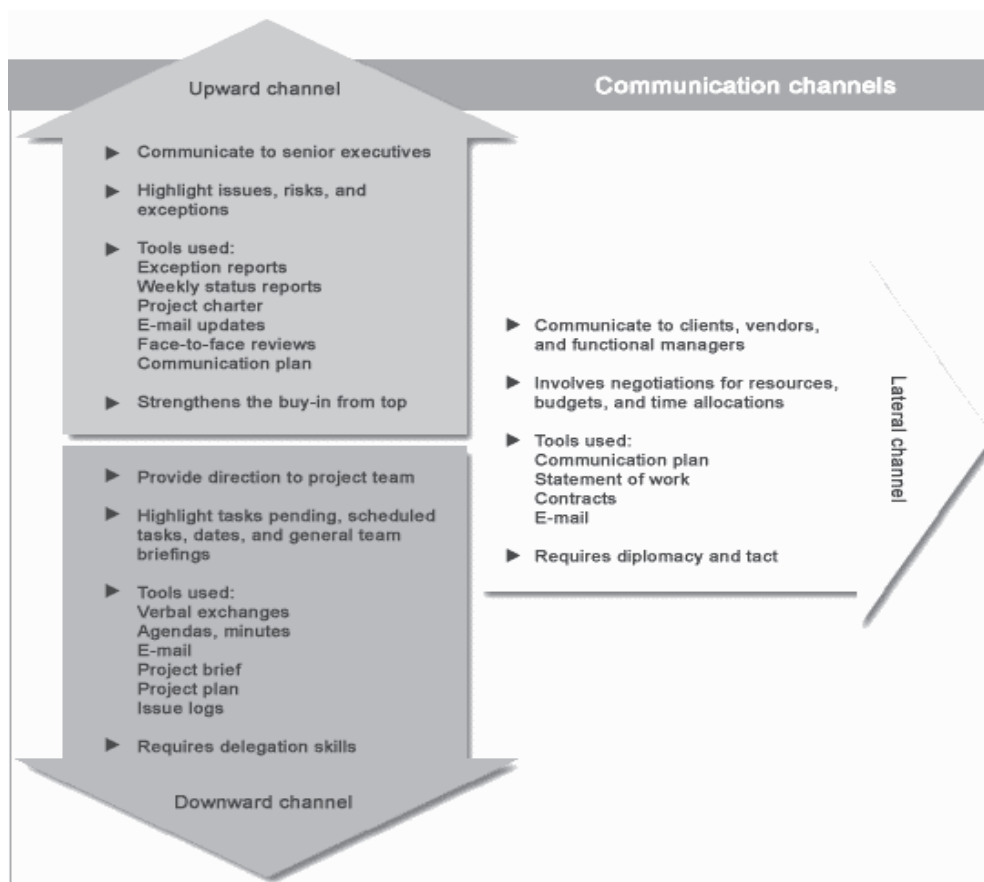 Upward channel
Communication channels
► Communicate to senior executives
► Highlight issues, risks, and
exceptions
► Tools used:
Exception reports
Weekly status reports
Project charter
E-mail updates
Face-to-face reviews
Communication plan
► Strengthens the buy-in from top
► Provide direction to project team
► Highlight tasks pending, scheduled
tasks, dates, and general team
briefings
► Tools used:
Verbal exchanges
Agendas, minutes
E-mail
Project brief
Project plan
Issue logs
► Requires delegation skills
Downward channel
► Communicate to clients, vendors,
and functional managers
► Involves negotiations for resources,
budgets, and time allocations
► Tools used:
Communication plan
Statement of work
Contracts
E-mail
► Requires diplomacy and tact
Lateral channel